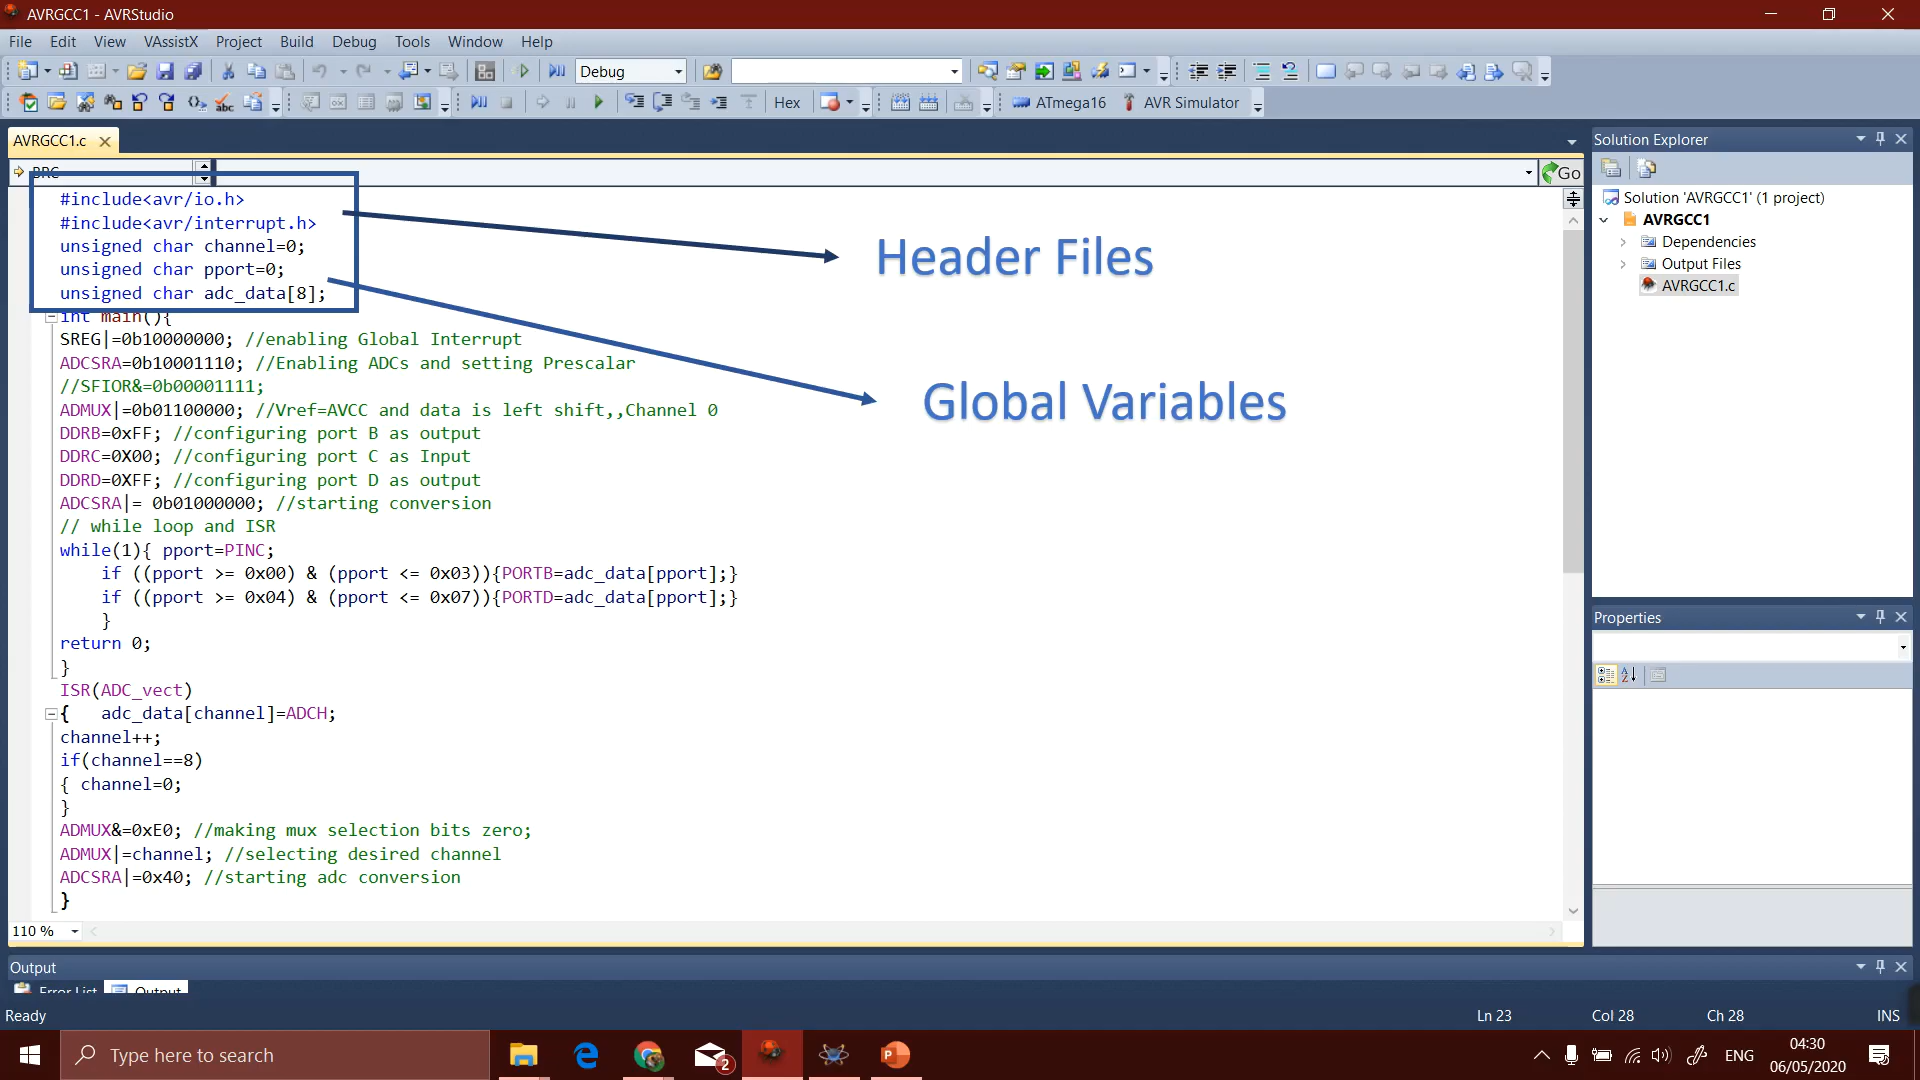 AVRGCC1 - AVRStudio
File Edit View VAssistX Project Build Debug Tools Window Help
Debug
Hex ATmega16 AVR Simulator
AVRGCC1.c
Go
#include<avr/io.h>
#include<avr/interrupt.h>
unsigned char channel=0;
unsigned char pport=0;
unsigned char adc_data[8];
int main(){
SREG|=0b10000000; //enabling Global Interrupt
ADCSRA=0b10001110; //Enabling ADCs and setting Prescalar
//SFIOR&=0b00001111;
ADMUX|=0b01100000; //Vref=AVCC and data is left shift,,Channel 0
DDRB=0xFF; //configuring port B as output
DDRC=0X00; //configuring port C as Input
DDRD=0XFF; //configuring port D as output
ADCSRA|= 0b01000000; //starting conversion
// while loop and ISR
while(1){ pport=PINC;
if ((pport >= 0x00) & (pport <= 0x03)){PORTB=adc_data[pport];}
if ((pport >= 0x04) & (pport <= 0x07)){PORTD=adc_data[pport];}
}
return 0;
}
ISR(ADC_vect)
{ adc_data[channel]=ADCH;
channel++;
if(channel==8)
{ channel=0;
}
ADMUX&=0xE0; //making mux selection bits zero;
ADMUX|=channel; //selecting desired channel
ADCSRA|=0x40; //starting adc conversion
}
110 %
Header Files
Global Variables
Solution Explorer
Solution 'AVRGCC1' (1 project)
AVRGCC1
Dependencies
Output Files
AVRGCC1.c
Properties
Output
Error List Output
Ready Ln 23 Col 28 Ch 28 INS
Type here to search
2
ENG
04:30
06/05/2020